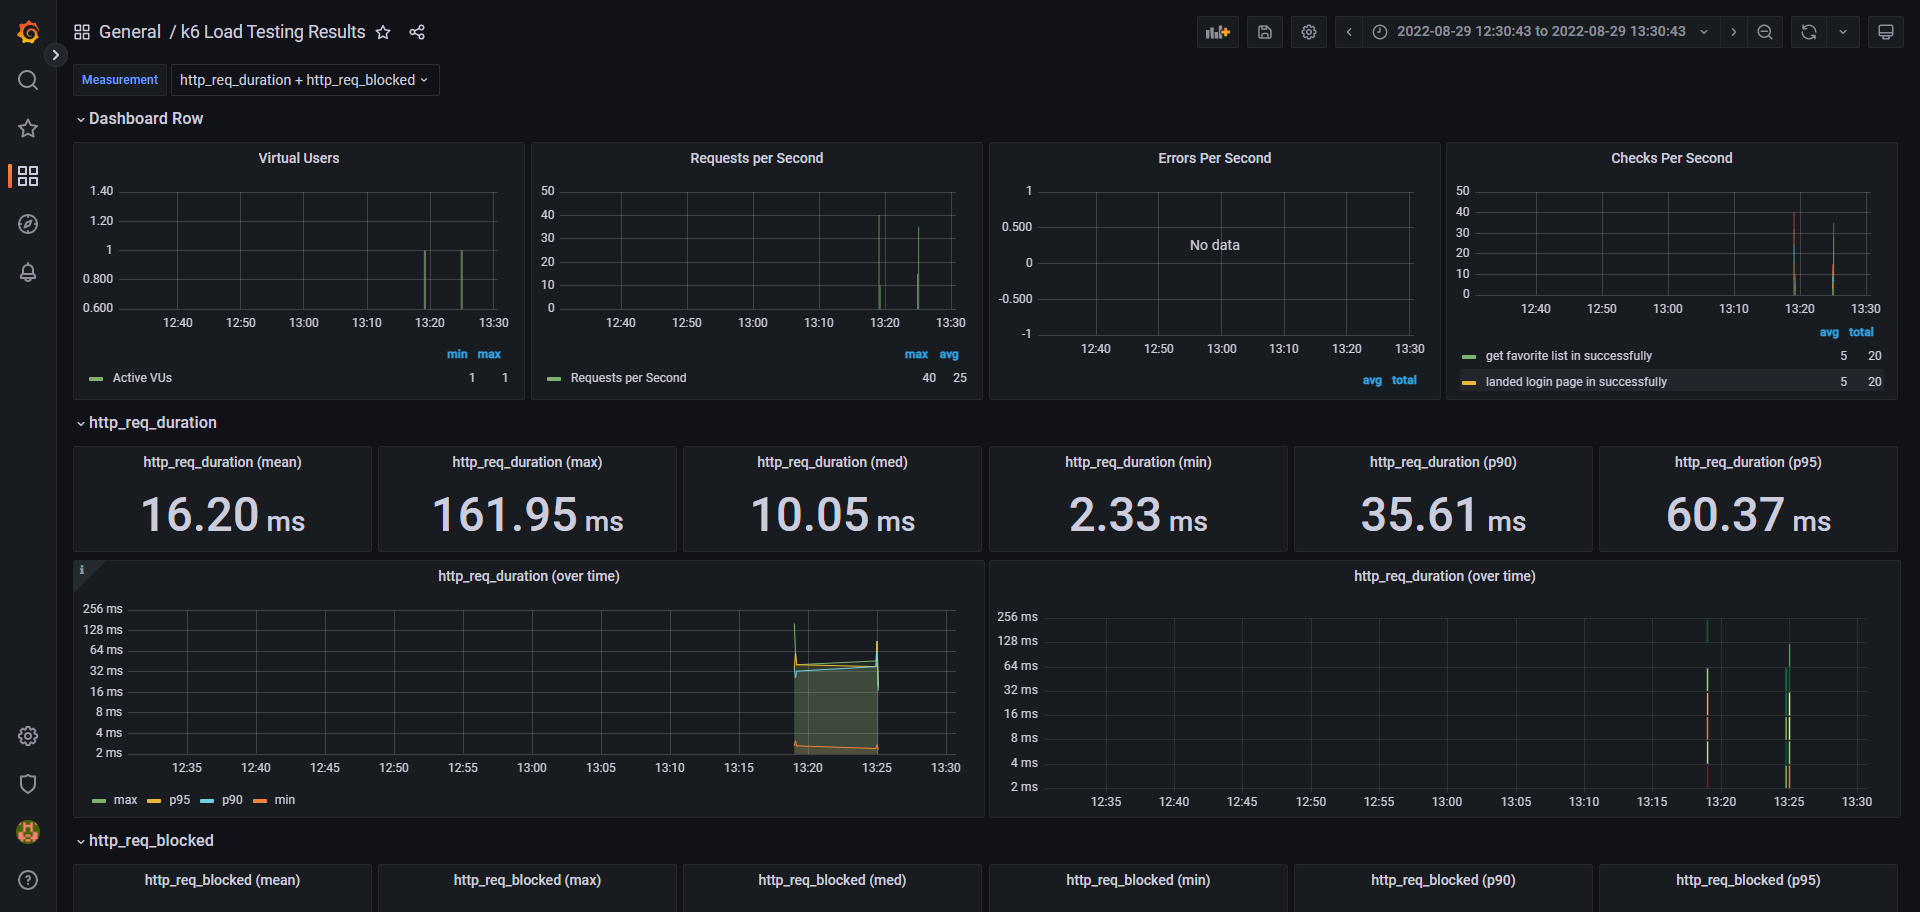 General / k6 Load Testing Results
2022-08-29 12:30:43 to 2022-08-29 13:30:43
Measurement http_req_duration + http_req_blocked
Dashboard Row
Virtual Users
1.40
1.20
1
0.800
0.600
12:40 12:50 13:00 13:10 13:20 13:30
min max
Active VUs 1 1
Requests per Second
50
40
30
20
10
0
12:40 12:50 13:00 13:10 13:20 13:30
max avg
Requests per Second 40 25
Errors Per Second
1
0.500
0
-0.500
-1
No data
12:40 12:50 13:00 13:10 13:20 13:30
avg total
Checks Per Second
50
40
30
20
10
0
12:40 12:50 13:00 13:10 13:20 13:30
avg total
get favorite list in successfully 5 20
landed login page in successfully 5 20
http_req_duration
http_req_duration (mean)
16.20 ms
http_req_duration (max)
161.95 ms
http_req_duration (med)
10.05 ms
http_req_duration (min)
2.33 ms
http_req_duration (p90)
35.61 ms
http_req_duration (p95)
60.37 ms
http_req_duration (over time)
256 ms
128 ms
64 ms
32 ms
16 ms
8 ms
4 ms
2 ms
12:35 12:40 12:45 12:50 12:55 13:00 13:05 13:10 13:15 13:20 13:25 13:30
max p95 p90 min
http_req_duration (over time)
256 ms
128 ms
64 ms
32 ms
16 ms
8 ms
4 ms
2 ms
12:35 12:40 12:45 12:50 12:55 13:00 13:05 13:10 13:15 13:20 13:25 13:30
http_req_blocked
http_req_blocked (mean)
http_req_blocked (max)
http_req_blocked (med)
http_req_blocked (min)
http_req_blocked (p90)
http_req_blocked (p95)